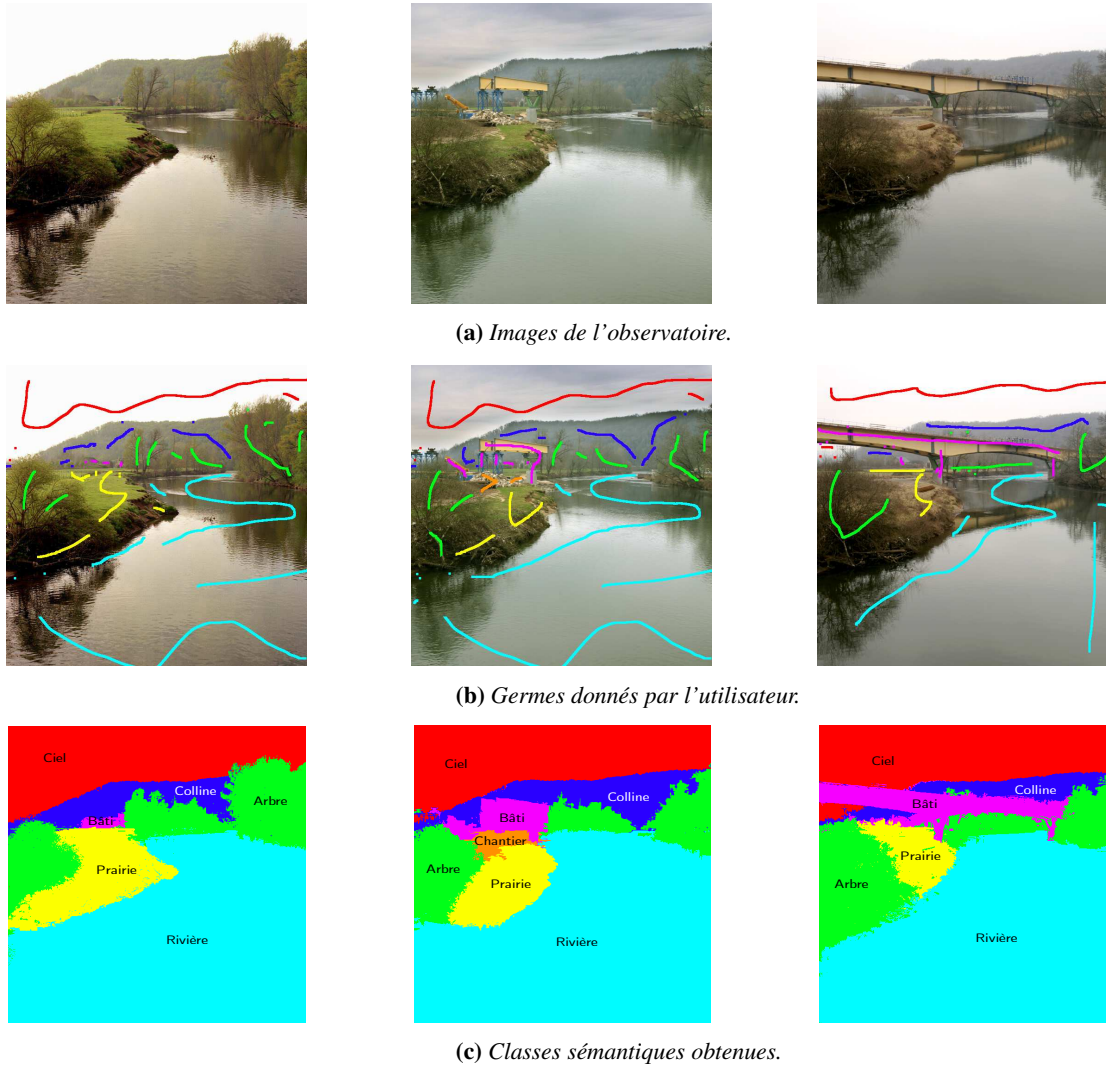 (a) Images de l'observatoire.
(b) Germes donnés par l'utilisateur.
Ciel
Colline
Arbre
Bâti
Prairie
Rivière
Ciel
Colline
Bâti
Chantier
Arbre
Prairie
Rivière
Ciel
Colline
Bâti
Prairie
Arbre
Rivière
(c) Classes sémantiques obtenues.